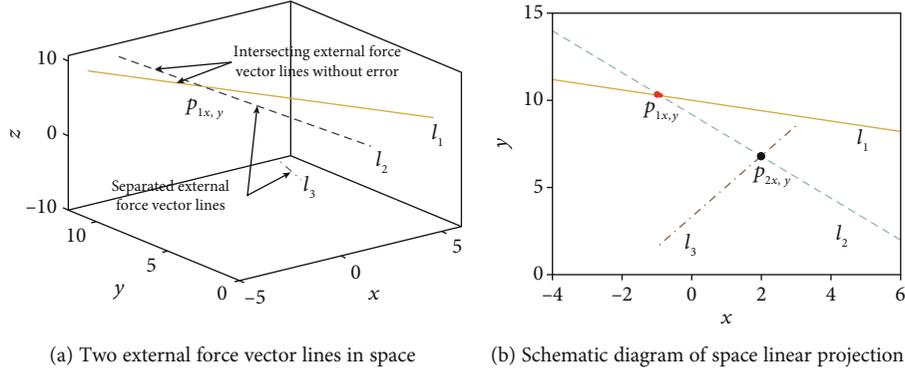 10
0
−10
z
10
5
0
y
−5
0
5
x
Intersecting external force
vector lines without error
p1x, y
l1
l2
Separated external
force vector lines
l3
15
10
5
0
y
−4
−2
0
2
4
6
x
p1x,y
l1
p2x, y
l2
l3
(a) Two external force vector lines in space
(b) Schematic diagram of space linear projection